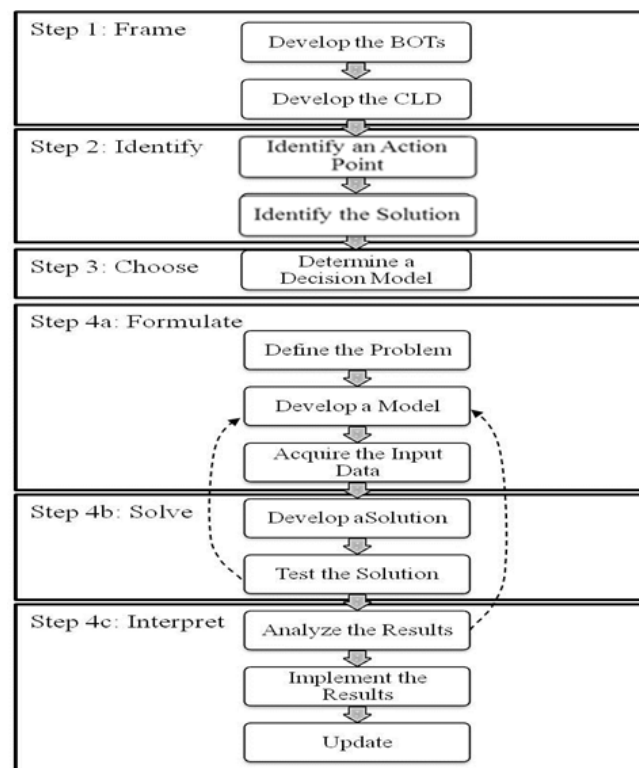 Step 1: Frame
Develop the BOTs
Develop the CLD
Step 2: Identify
Identify an Action
Point
Identify the Solution
Step 3: Choose
Determine a
Decision Model
Step 4a: Formulate
Define the Problem
Develop a Model
Acquire the Input
Data
Step 4b: Solve
Develop aSolution
Test the Solution
Step 4c: Interpret
Analyze the Results
Implement the
Results
Update